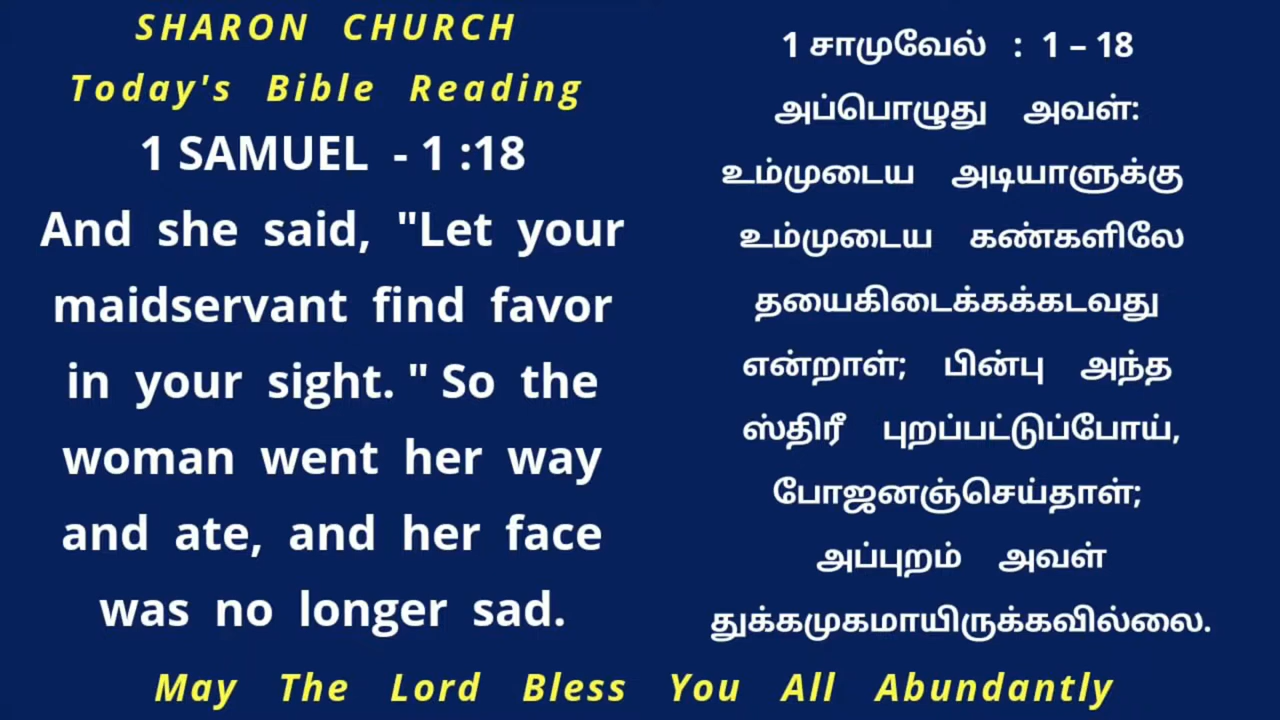 SHARON CHURCH
Today's Bible Reading
1 SAMUEL - 1 :18
And she said, "Let your
maidservant find favor
in your sight. " So the
woman went her way
and ate, and her face
was no longer sad.
1 சாமுவேல் : 1 – 18
அப்பொழுது அவள்:
உம்முடைய அடியாளுக்கு
உம்முடைய கண்களிலே
தயைகிடைக்கக்கடவது
என்றாள்; பின்பு அந்த
ஸ்திரீ புறப்பட்டுப்போய்,
போஜனஞ்செய்தாள்;
அப்புறம் அவள்
துக்கமுகமாயிருக்கவில்லை.
May The Lord Bless You All Abundantly